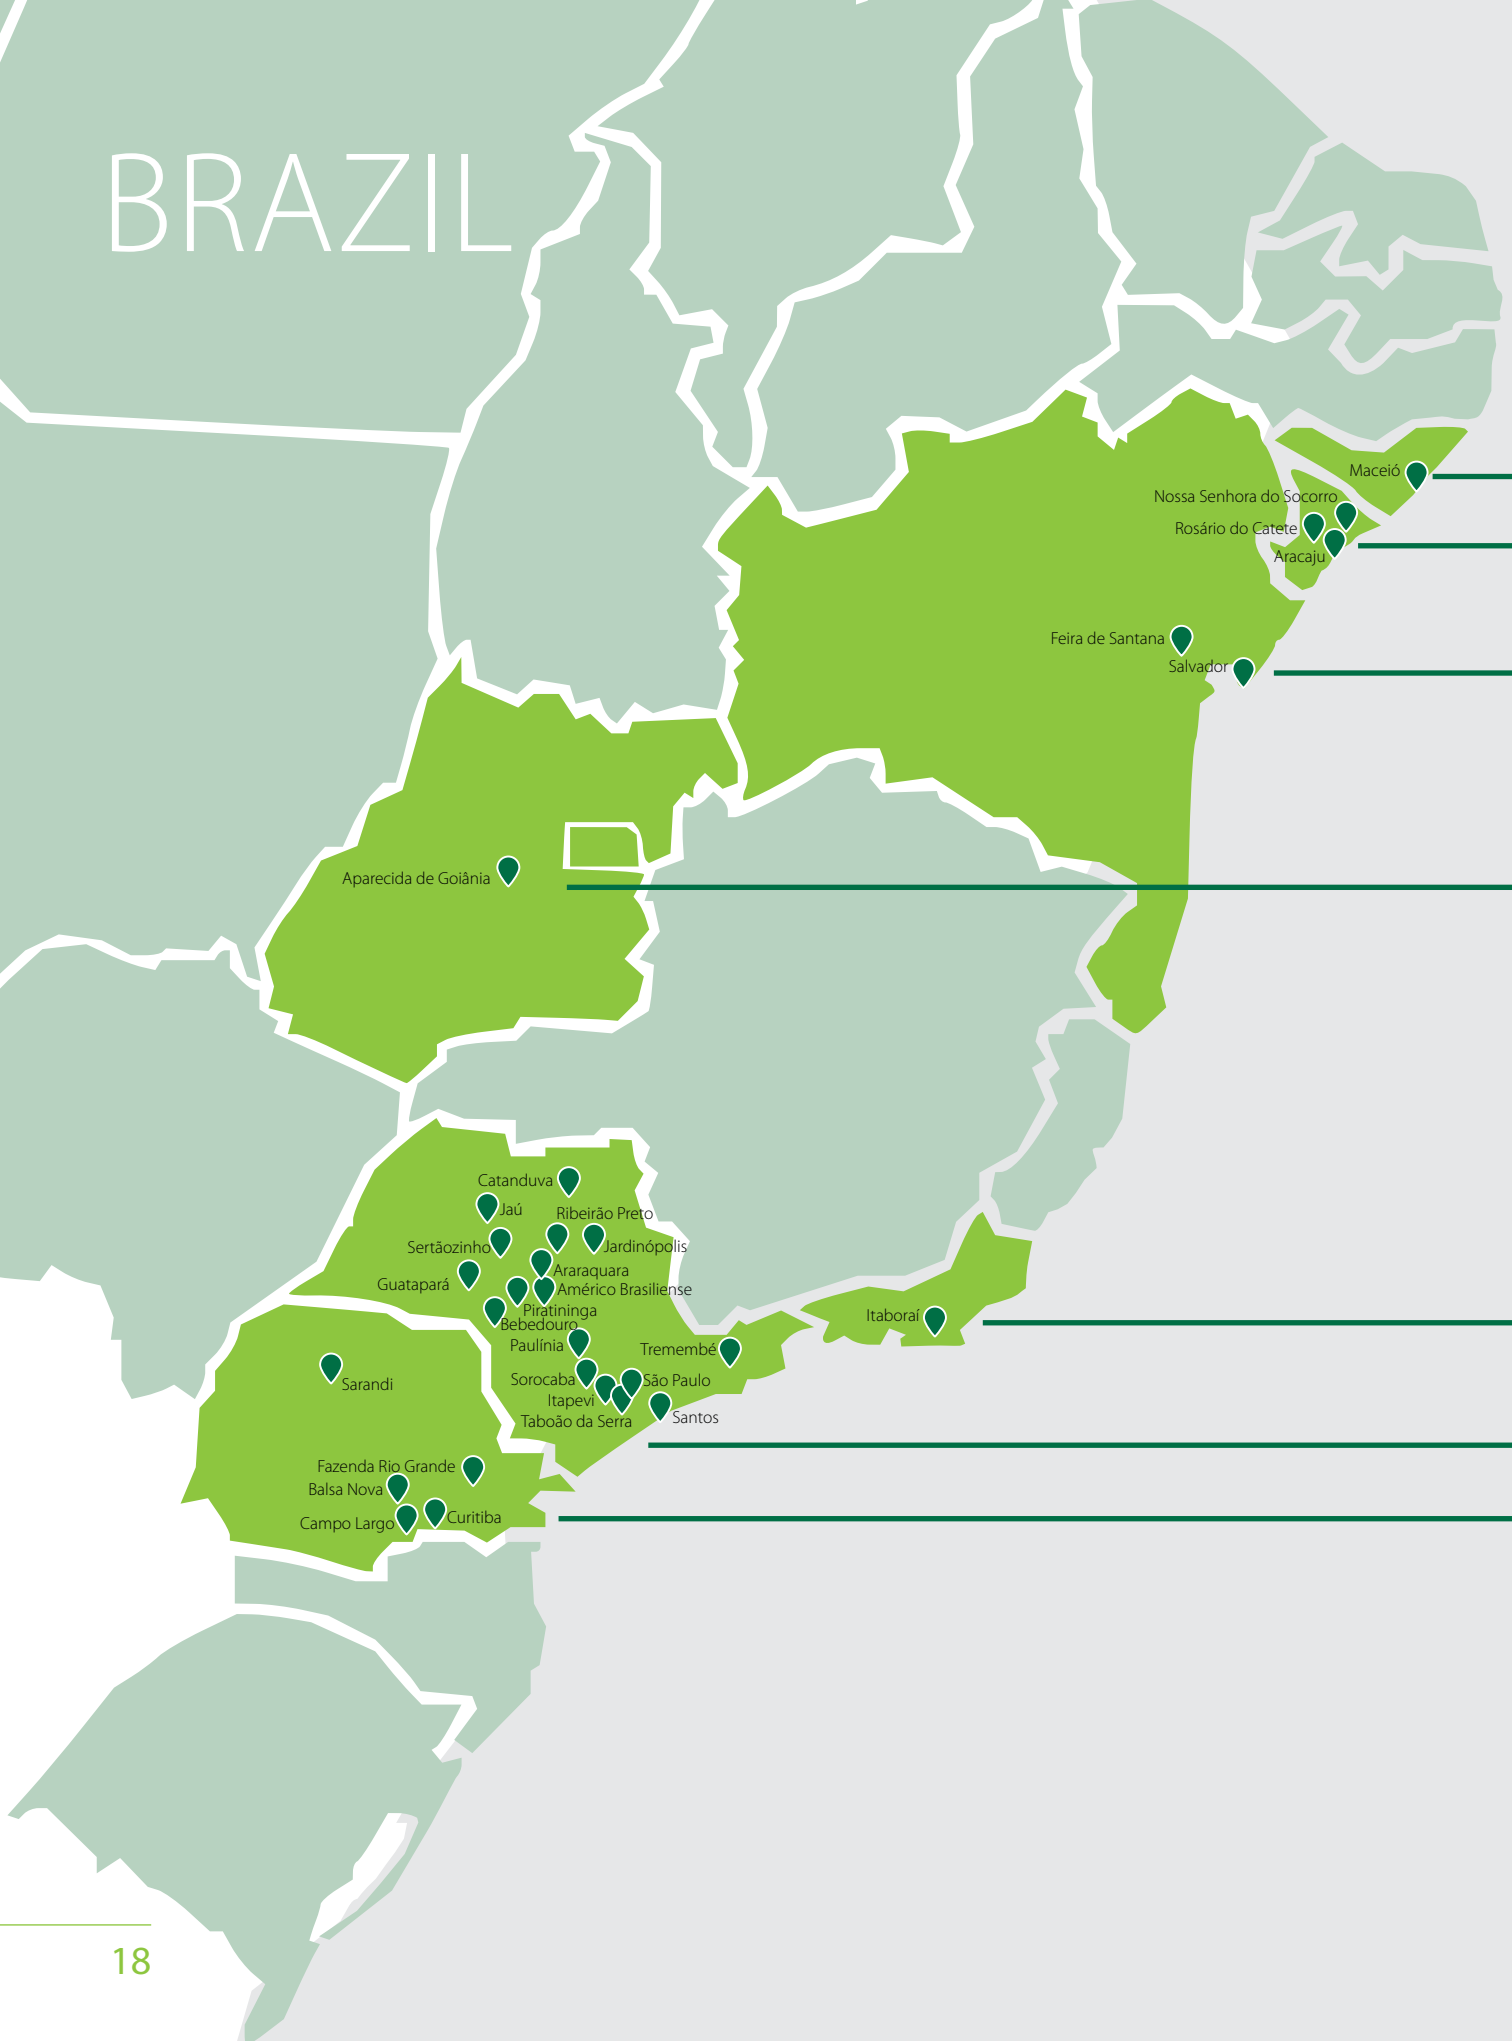 BRAZIL
Maceió
Nossa Senhora do Socorro
Rosário do Catete
Aracaju
Feira de Santana
Salvador
Aparecida de Goiânia
Catanduva
Jaú
Ribeirão Preto
Sertãozinho
Jardinópolis
Araraquara
Guatapará
Américo Brasiliense
Piratininga
Itaboraí
Bebedouro
Paulínia
Tremembé
Sorocaba
São Paulo
Sarandi
Itapevi
Santos
Taboão da Serra
Fazenda Rio Grande
Balsa Nova
Curitiba
Campo Largo
18